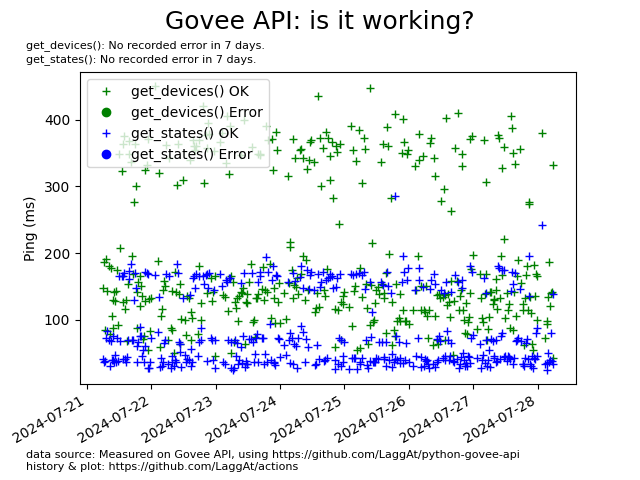 Govee API: is it working?
get_devices(): No recorded error in 7 days.
get_states(): No recorded error in 7 days.
get_devices() OK
get_devices() Error
get_states() OK
get_states() Error
Ping (ms)
400
300
200
100
2024-07-21
2024-07-22
2024-07-23
2024-07-24
2024-07-25
2024-07-26
2024-07-27
2024-07-28
data source: Measured on Govee API, using https://github.com/LaggAt/python-govee-api
history & plot: https://github.com/LaggAt/actions